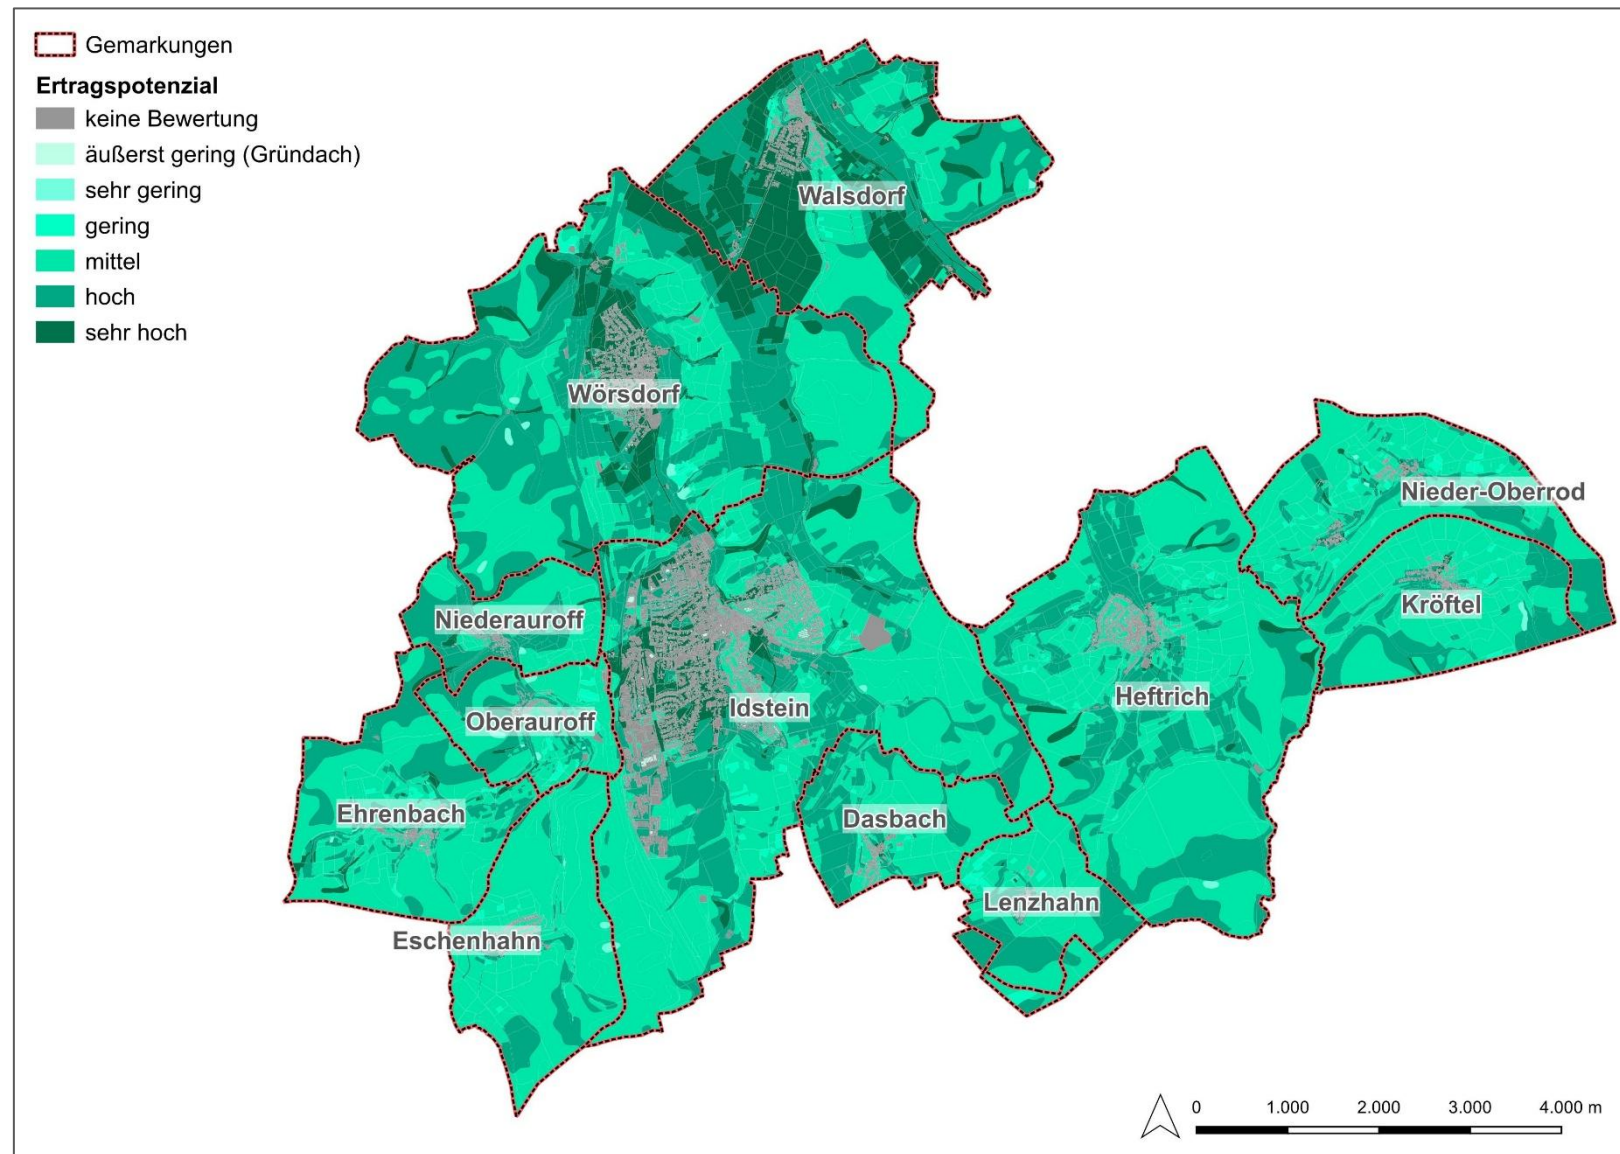 Gemarkungen
Ertragspotenzial
keine Bewertung
äußerst gering (Gründach)
sehr gering
gering
mittel
hoch
sehr hoch
Walsdorf
Wörsdorf
Nieder-Oberrod
Kröftel
Niederauroff
Heftrich
Idstein
Oberauroff
Ehrenbach
Dasbach
Lenzhahn
Eschenhahn
0 1.000 2.000 3.000 4.000 m